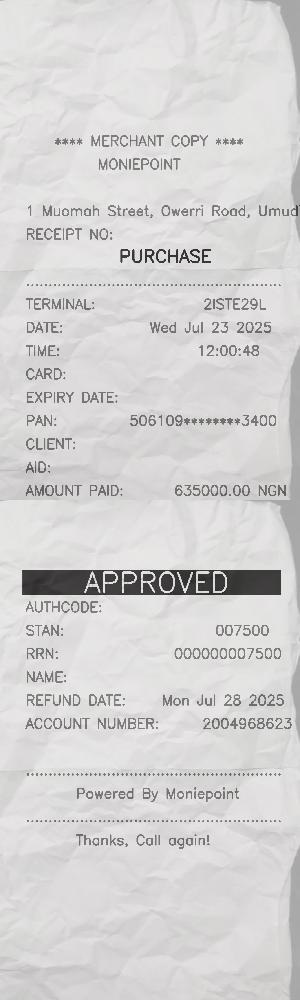 **** MERCHANT COPY ****
MONIEPOINT
1 Muomah Street, Owerri Road, Umud
RECEIPT NO:
PURCHASE
TERMINAL: 2ISTE29L
DATE: Wed Jul 23 2025
TIME: 12:00:48
CARD:
EXPIRY DATE:
PAN: 506109********3400
CLIENT:
AID:
AMOUNT PAID: 635000.00 NGN
APPROVED
AUTHCODE:
STAN: 007500
RRN: 000000007500
NAME:
REFUND DATE: Mon Jul 28 2025
ACCOUNT NUMBER: 2004968623
Powered By Moniepoint
Thanks, Call again!